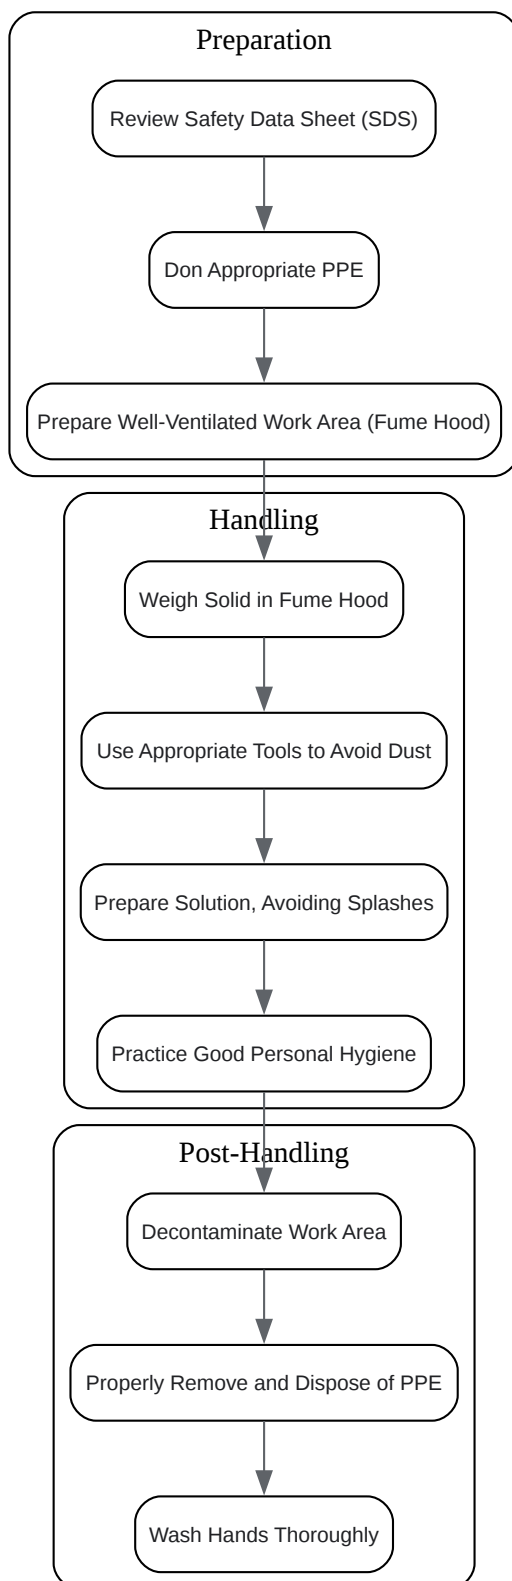 Preparation
Review Safety Data Sheet (SDS)
Don Appropriate PPE
Prepare Well-Ventilated Work Area (Fume Hood)
Handling
Weigh Solid in Fume Hood
Use Appropriate Tools to Avoid Dust
Prepare Solution, Avoiding Splashes
Practice Good Personal Hygiene
Post-Handling
Decontaminate Work Area
Properly Remove and Dispose of PPE
Wash Hands Thoroughly